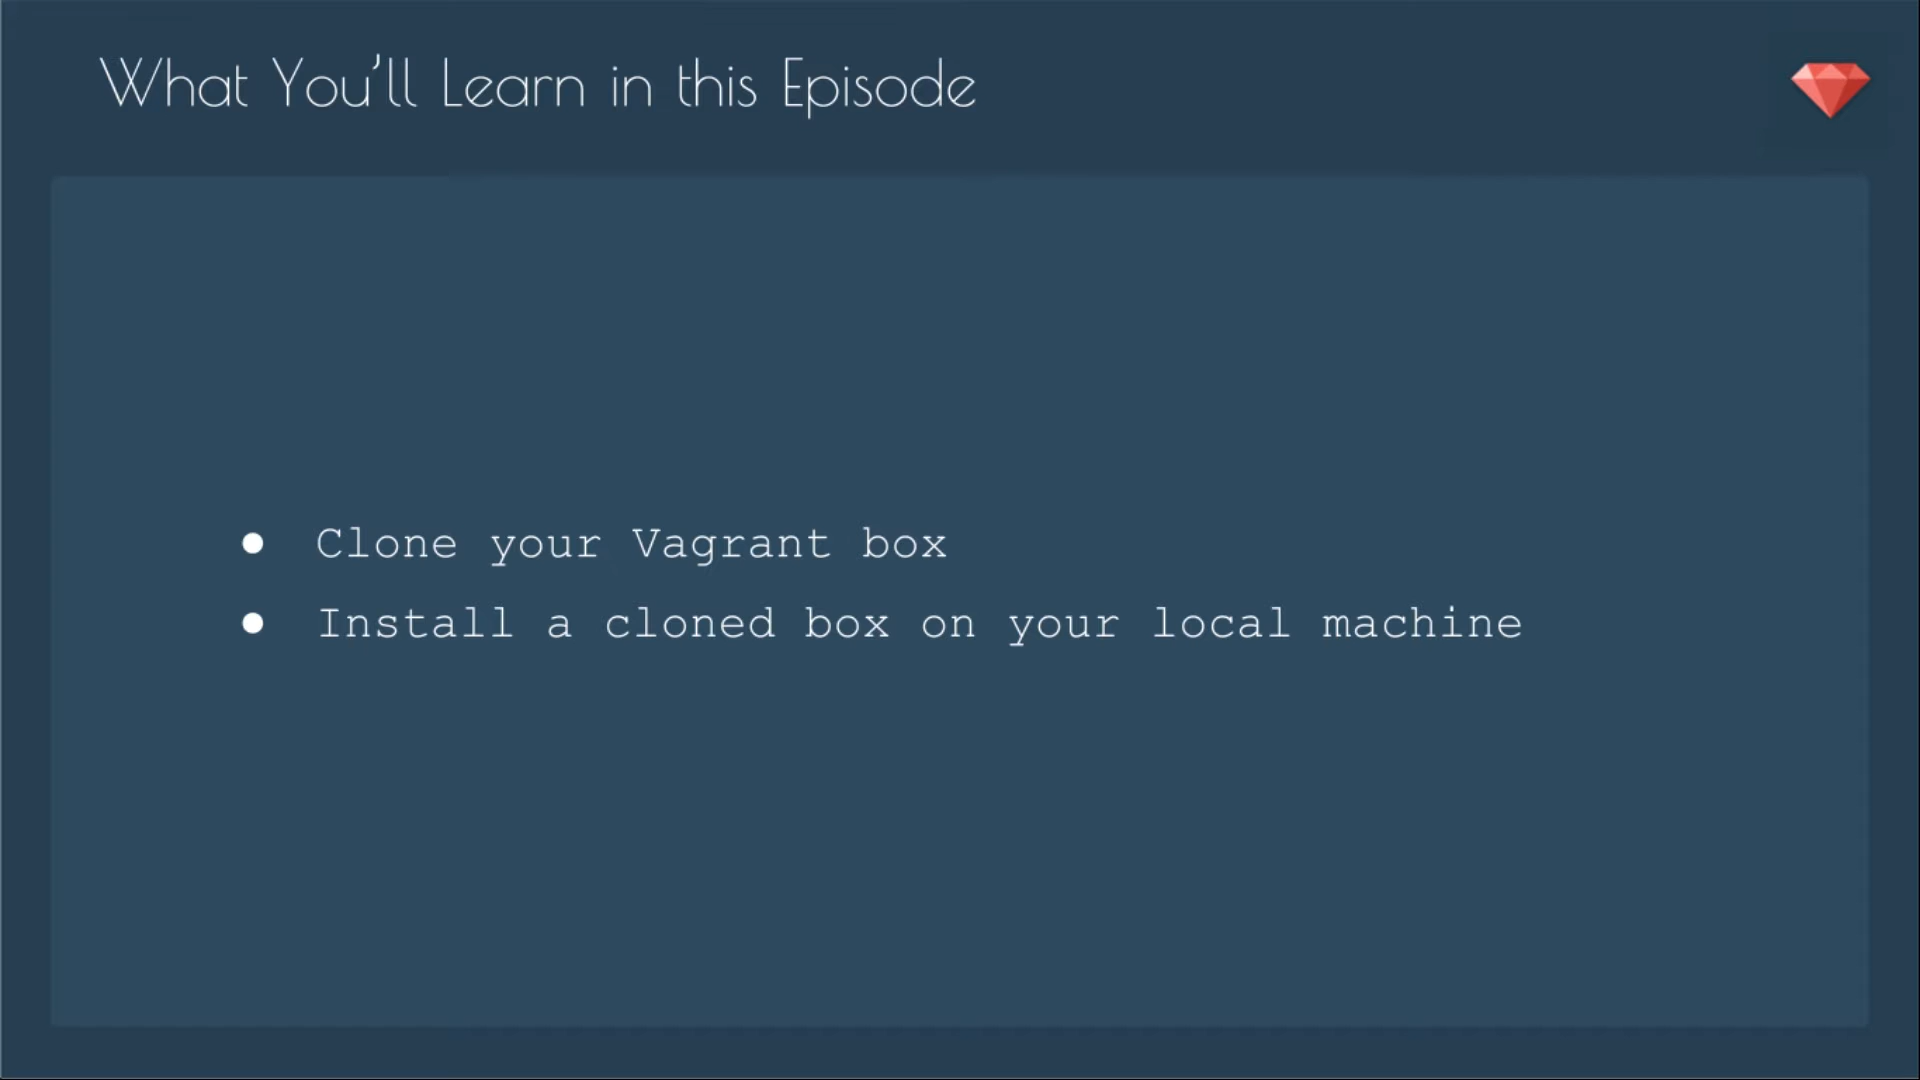 What You'll Learn in this Episode
● Clone your Vagrant box
● Install a cloned box on your local machine